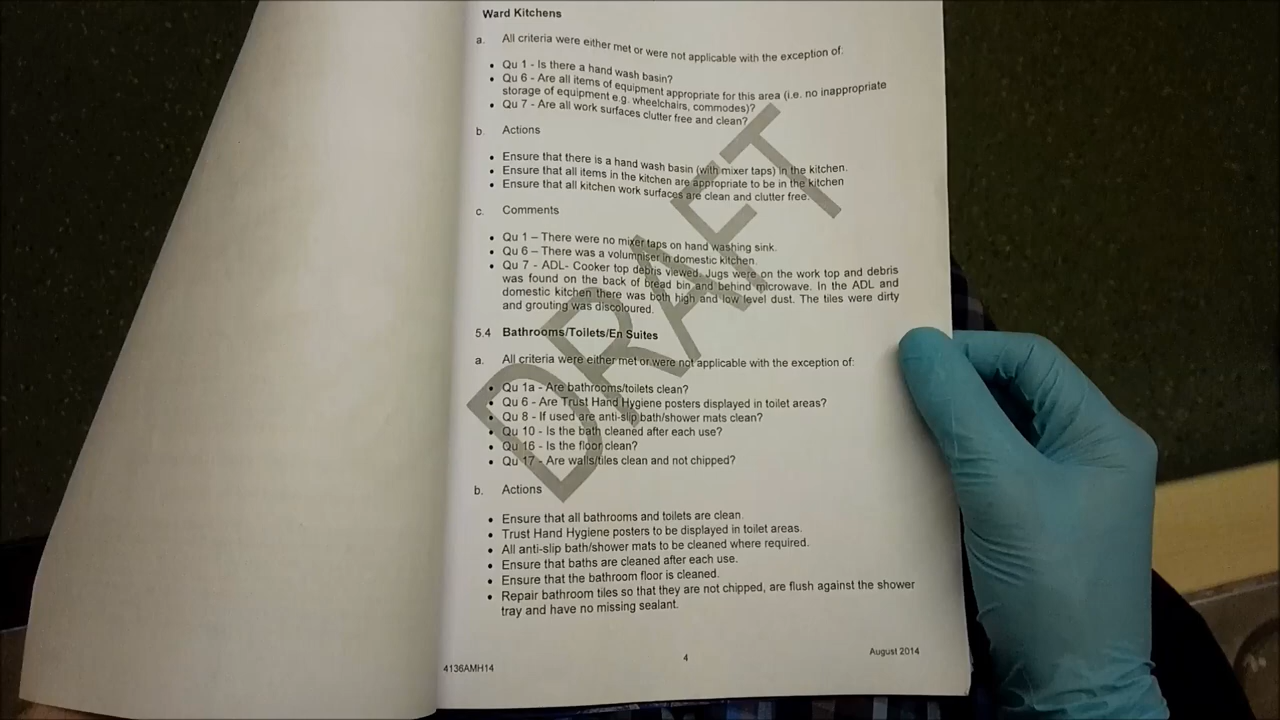 Ward Kitchens
a. All criteria were either met or were not applicable with the exception of:
• Qu 1 - Is there a hand wash basin?
• Qu 6 - Are all items of equipment appropriate for this area (i.e. no inappropriate
storage of equipment e.g. wheelchairs, commodes)?
• Qu 7 - Are all work surfaces clutter free and clean?
b. Actions
• Ensure that there is a hand wash basin (with mixer taps) in the kitchen.
• Ensure that all items in the kitchen are appropriate to be in the kitchen
• Ensure that all kitchen work surfaces are clean and clutter free.
c. Comments
• Qu 1 – There were no mixer taps on hand washing sink.
• Qu 6 – There was a volumniser in domestic kitchen.
• Qu 7 - ADL- Cooker top debris viewed. Jugs were on the work top and debris
was found on the back of bread bin and behind microwave. In the ADL and
domestic kitchen there was both high and low level dust. The tiles were dirty
and grouting was discoloured.
5.4 Bathrooms/Toilets/En Suites
a. All criteria were either met or were not applicable with the exception of:
• Qu 1a - Are bathrooms/toilets clean?
• Qu 6 - Are Trust Hand Hygiene posters displayed in toilet areas?
• Qu 8 - If used are anti-slip bath/shower mats clean?
• Qu 10 - Is the bath cleaned after each use?
• Qu 16 - Is the floor clean?
• Qu 17 - Are walls/tiles clean and not chipped?
b. Actions
• Ensure that all bathrooms and toilets are clean.
• Trust Hand Hygiene posters to be displayed in toilet areas.
• All anti-slip bath/shower mats to be cleaned where required.
• Ensure that baths are cleaned after each use.
• Ensure that the bathroom floor is cleaned.
• Repair bathroom tiles so that they are not chipped, are flush against the shower
tray and have no missing sealant.
4136AMH14
4
August 2014
DRAFT